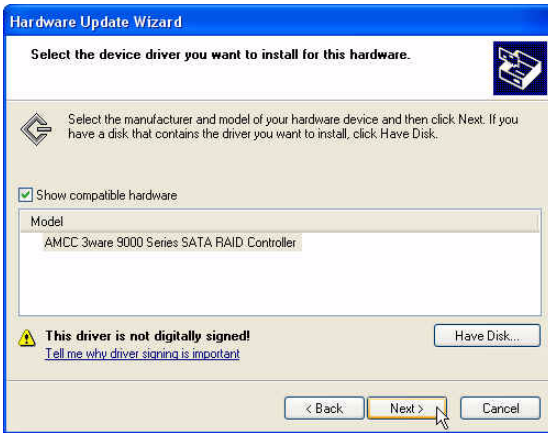 Hardware Update Wizard
Select the device driver you want to install for this hardware.
Select the manufacturer and model of your hardware device and then click Next. If you
have a disk that contains the driver you want to install, click Have Disk.
Show compatible hardware
Model
AMCC 3ware 9000 Series SATA RAID Controller
This driver is not digitally signed!
Have Disk...
Tell me why driver signing is important
< Back
Next >
Cancel